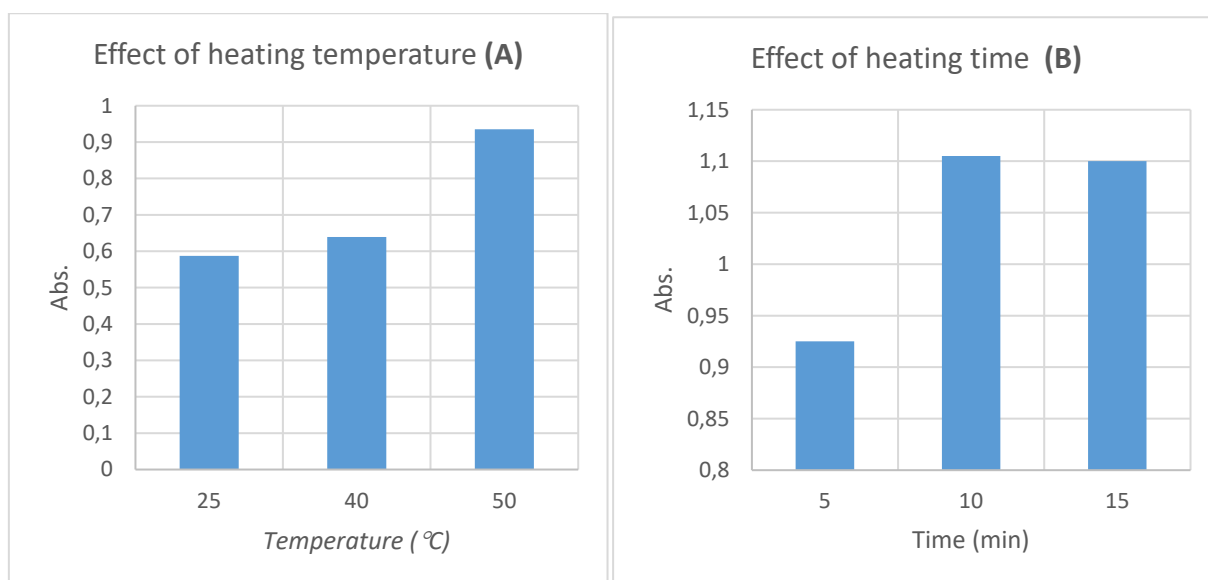 Effect of heating temperature (A)
1
0,9
0,8
0,7
0,6
0,5
0,4
0,3
0,2
0,1
0
Abs.
25 40 50
Temperature (°C)
Effect of heating time (B)
1,15
1,1
1,05
1
0,95
0,9
0,85
0,8
Abs.
5 10 15
Time (min)